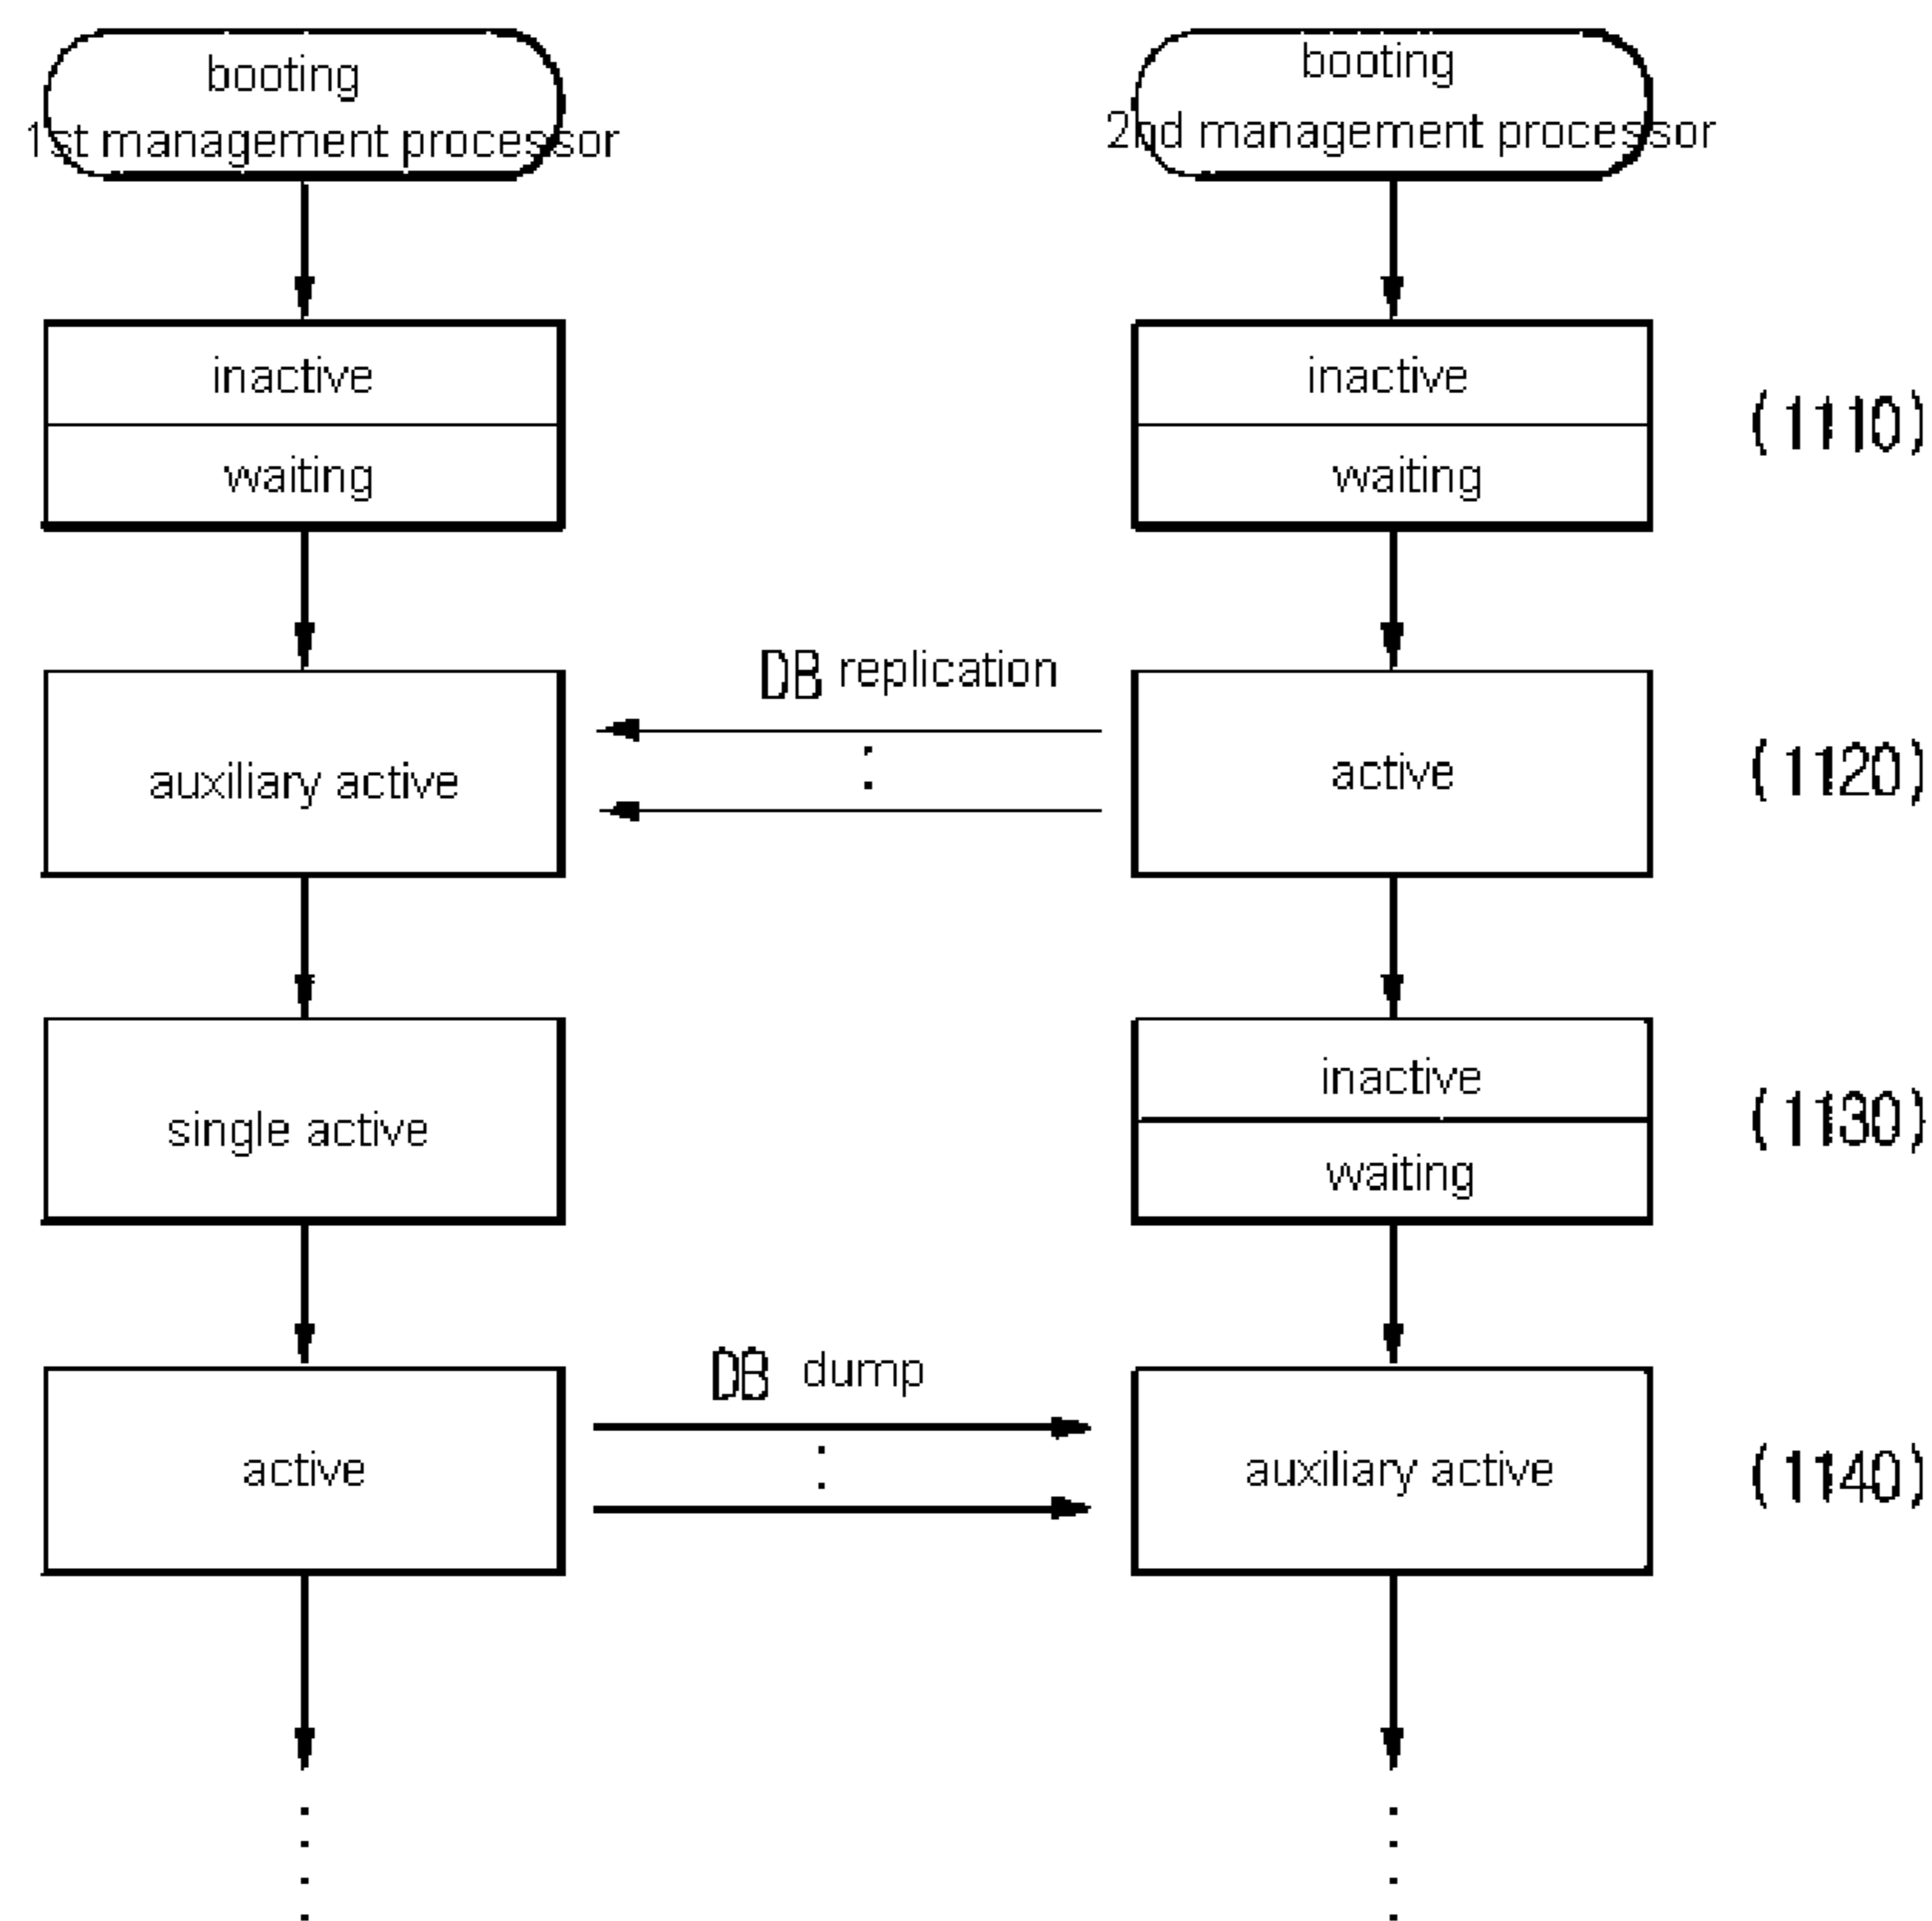 booting
1st management processor
booting
2nd management processor
inactive
waiting
inactive
waiting
(1110)
DB replication
auxiliary active
active
(1120)
single active
inactive
waiting
(1130)
DB dump
active
auxiliary active
(1140)